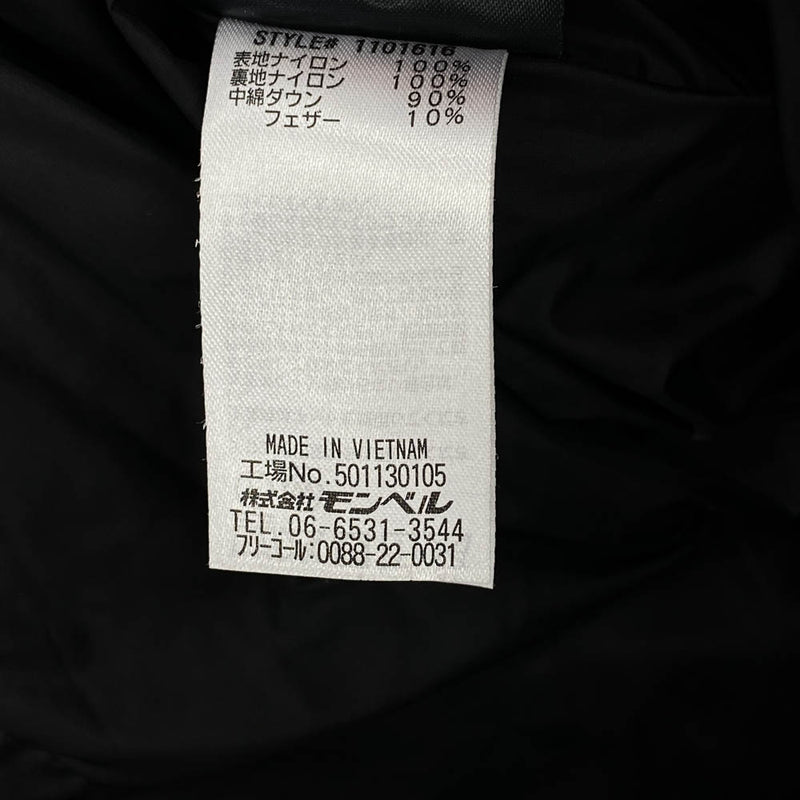 STYLE# 1101616
表地ナイロン 100%
裏地ナイロン 100%
中綿ダウン 90%
フェザー 10%
MADE IN VIETNAM
工場No.501130105
株式会社 モンベル
TEL. 06-6531-3544
フリーコール:0088-22-0031